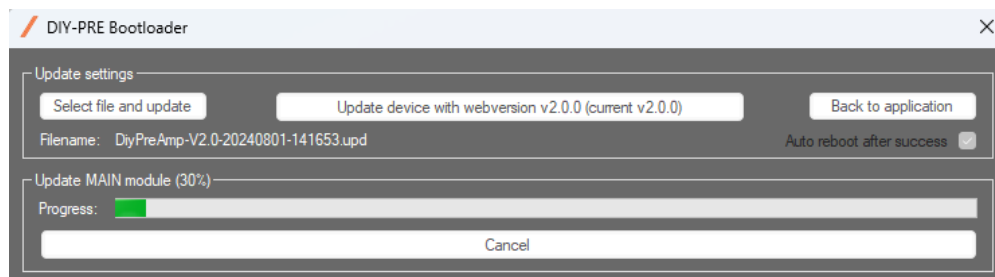 DIY-PRE Bootloader
Update settings
Select file and update
Update device with webversion v2.0.0 (current v2.0.0)
Back to application
Filename: DiyPreAmp-V2.0-20240801-141653.upd
Auto reboot after success
Update MAIN module (30%)
Progress:
Cancel